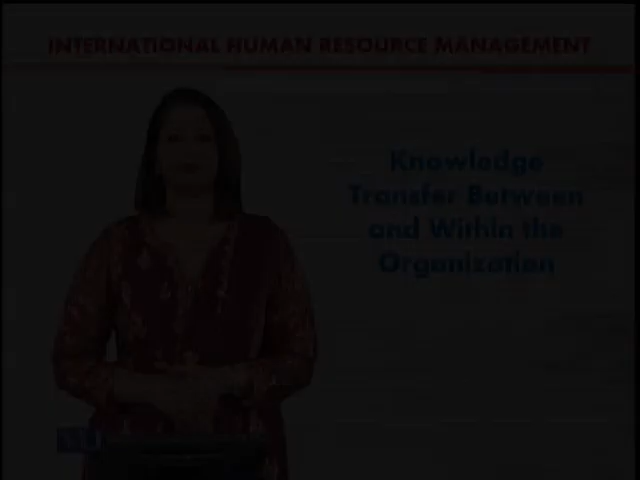 INTERNATIONAL HUMAN RESOURCE MANAGEMENT
Knowledge
Transfer Between
and Within the
Organization